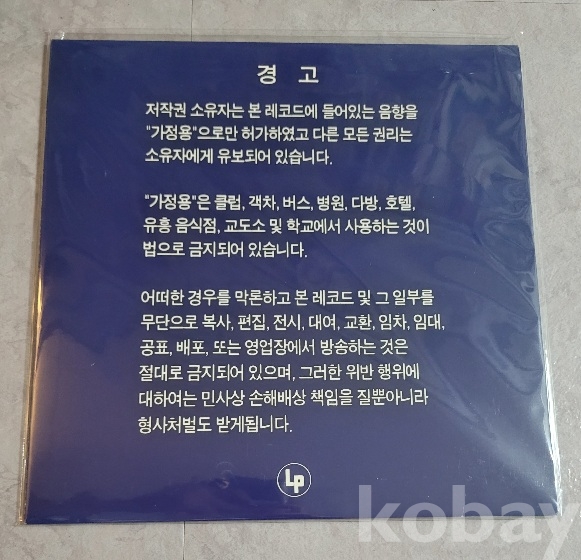 경 고
저작권 소유자는 본 레코드에 들어있는 음향을
"가정용"으로만 허가하였고 다른 모든 권리는
소유자에게 유보되어 있습니다.
"가정용"은 클럽, 객차, 버스, 병원, 다방, 호텔,
유흥 음식점, 교도소 및 학교에서 사용하는 것이
법으로 금지되어 있습니다.
어떠한 경우를 막론하고 본 레코드 및 그 일부를
무단으로 복사, 편집, 전시, 대여, 교환, 임차, 임대,
공표, 배포, 또는 영업장에서 방송하는 것은
절대로 금지되어 있으며, 그러한 위반 행위에
대하여는 민사상 손해배상 책임을 질뿐아니라
형사처벌도 받게됩니다.
Lp
kobay